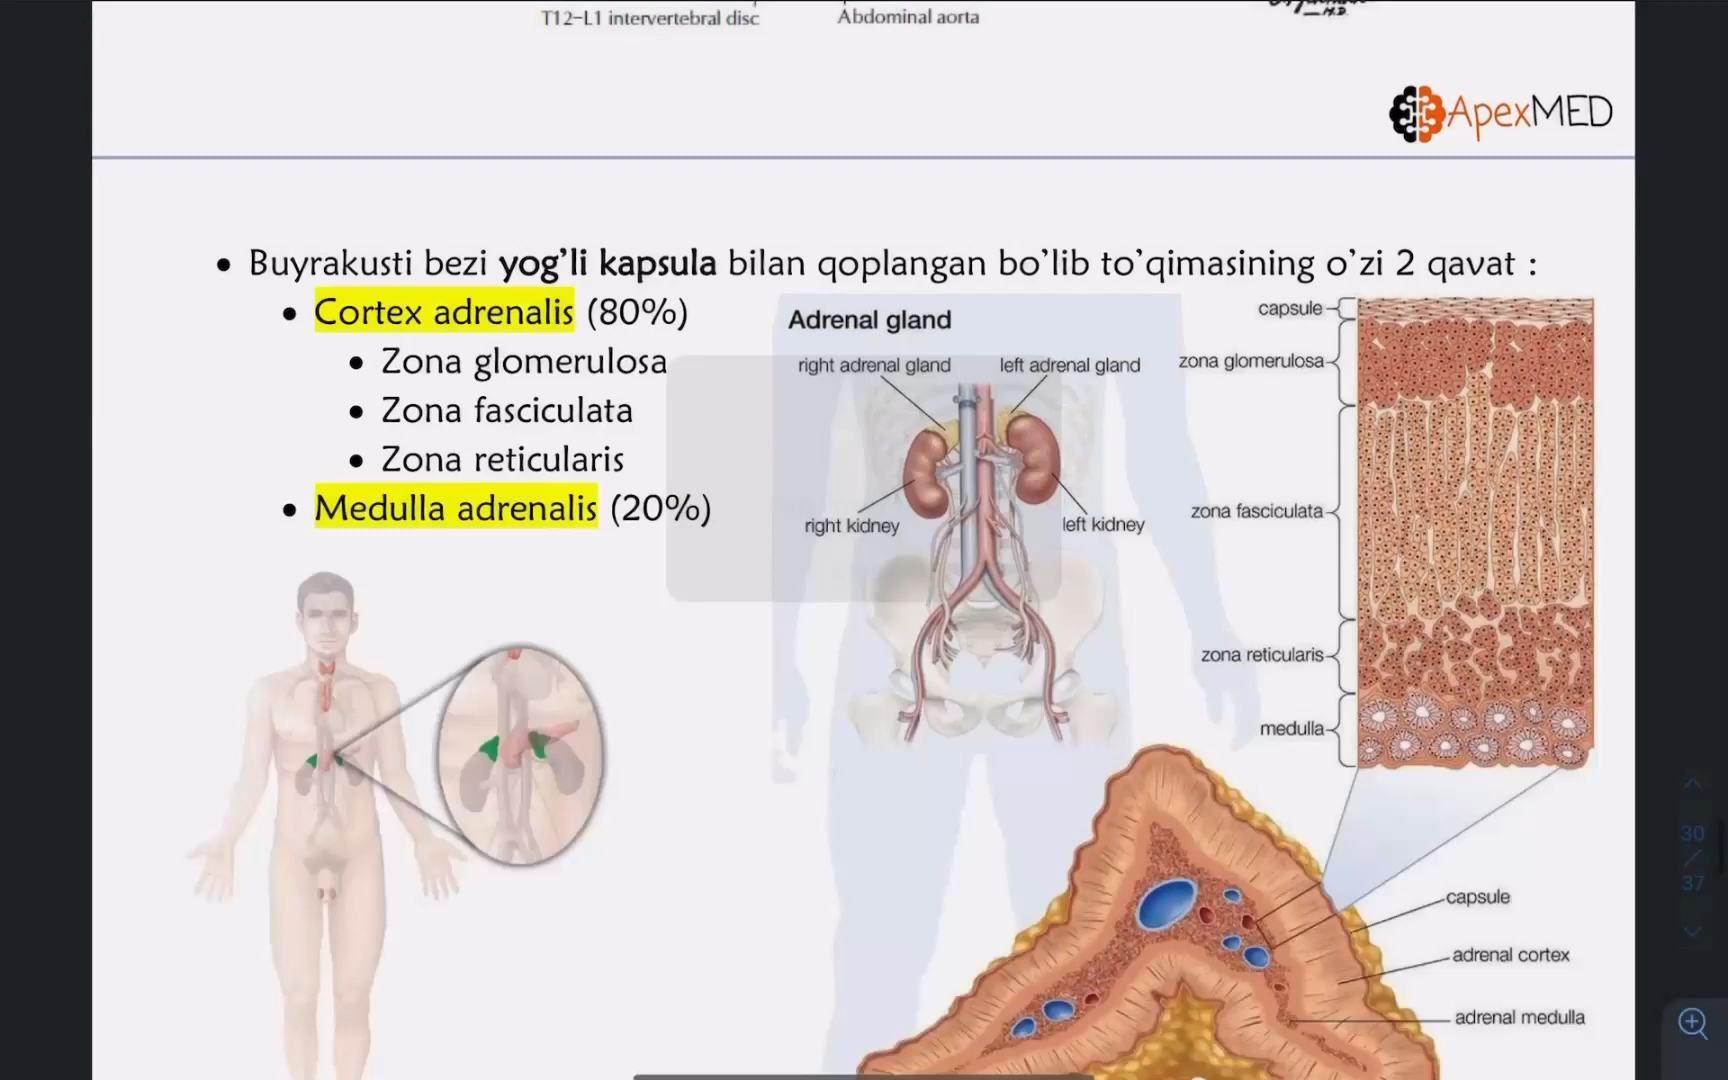 T12–L1 intervertebral disc
Abdominal aorta
M.D.
ApexMED
• Buyrakusti bezi yog'li kapsula bilan qoplangan bo'lib to'qimasining o'zi 2 qavat :
• Cortex adrenalis (80%)
• Zona glomerulosa
• Zona fasciculata
• Zona reticularis
• Medulla adrenalis (20%)
Adrenal gland
right adrenal gland
left adrenal gland
right kidney
left kidney
capsule
zona glomerulosa
zona fasciculata
zona reticularis
medulla
capsule
adrenal cortex
adrenal medulla
30
/
37